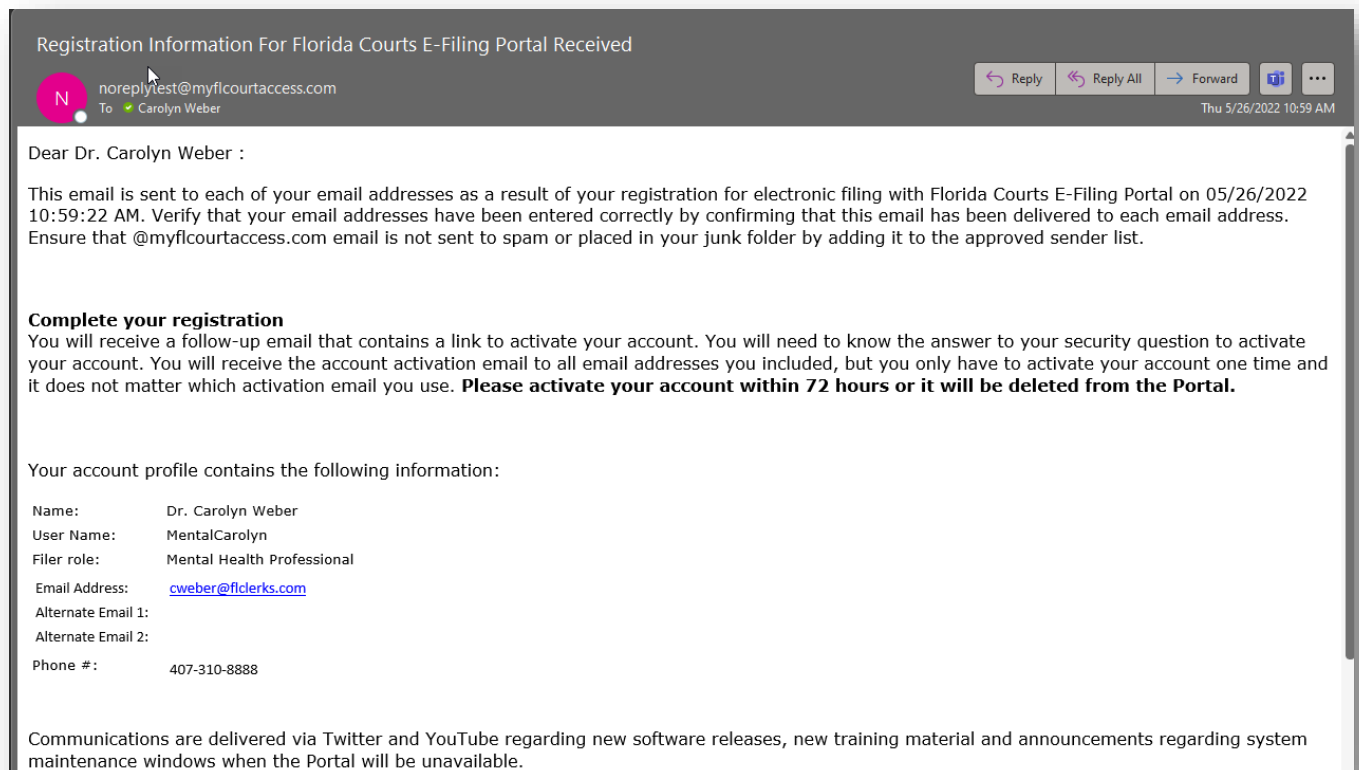 Registration Information For Florida Courts E-Filing Portal Received
N
noreplytest@myflcourtaccess.com
To Carolyn Weber
Reply
Reply All
Forward
Thu 5/26/2022 10:59 AM
Dear Dr. Carolyn Weber :
This email is sent to each of your email addresses as a result of your registration for electronic filing with Florida Courts E-Filing Portal on 05/26/2022
10:59:22 AM. Verify that your email addresses have been entered correctly by confirming that this email has been delivered to each email address.
Ensure that @myflcourtaccess.com email is not sent to spam or placed in your junk folder by adding it to the approved sender list.
Complete your registration
You will receive a follow-up email that contains a link to activate your account. You will need to know the answer to your security question to activate
your account. You will receive the account activation email to all email addresses you included, but you only have to activate your account one time and
it does not matter which activation email you use. Please activate your account within 72 hours or it will be deleted from the Portal.
Your account profile contains the following information:
Name: Dr. Carolyn Weber
User Name: MentalCarolyn
Filer role: Mental Health Professional
Email Address: cweber@flclerks.com
Alternate Email 1:
Alternate Email 2:
Phone #: 407-310-8888
Communications are delivered via Twitter and YouTube regarding new software releases, new training material and announcements regarding system
maintenance windows when the Portal will be unavailable.